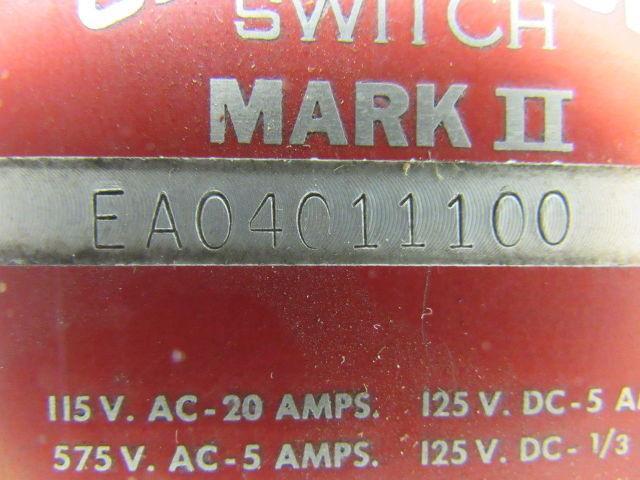 SWITCH
MARK II
EA04011100
115 V. AC-20 AMPS. 125 V. DC-5
575 V. AC-5 AMPS. 125 V. DC-1/3